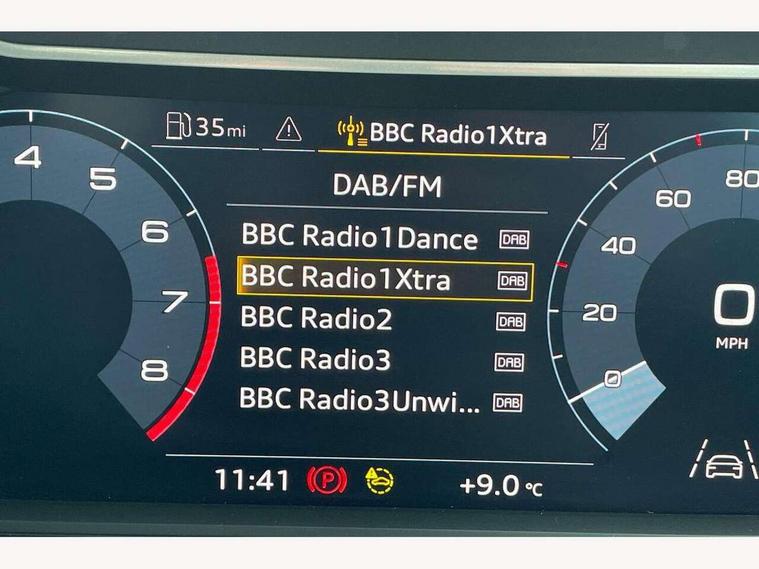 35mi BBC Radio1Xtra
DAB/FM
BBC Radio1Dance DAB
BBC Radio1Xtra DAB
BBC Radio2 DAB
BBC Radio3 DAB
BBC Radio3Unwi... DAB
11:41 P +9.0 °C
4
5
6
7
8
80
60
40
20
0
0
MPH